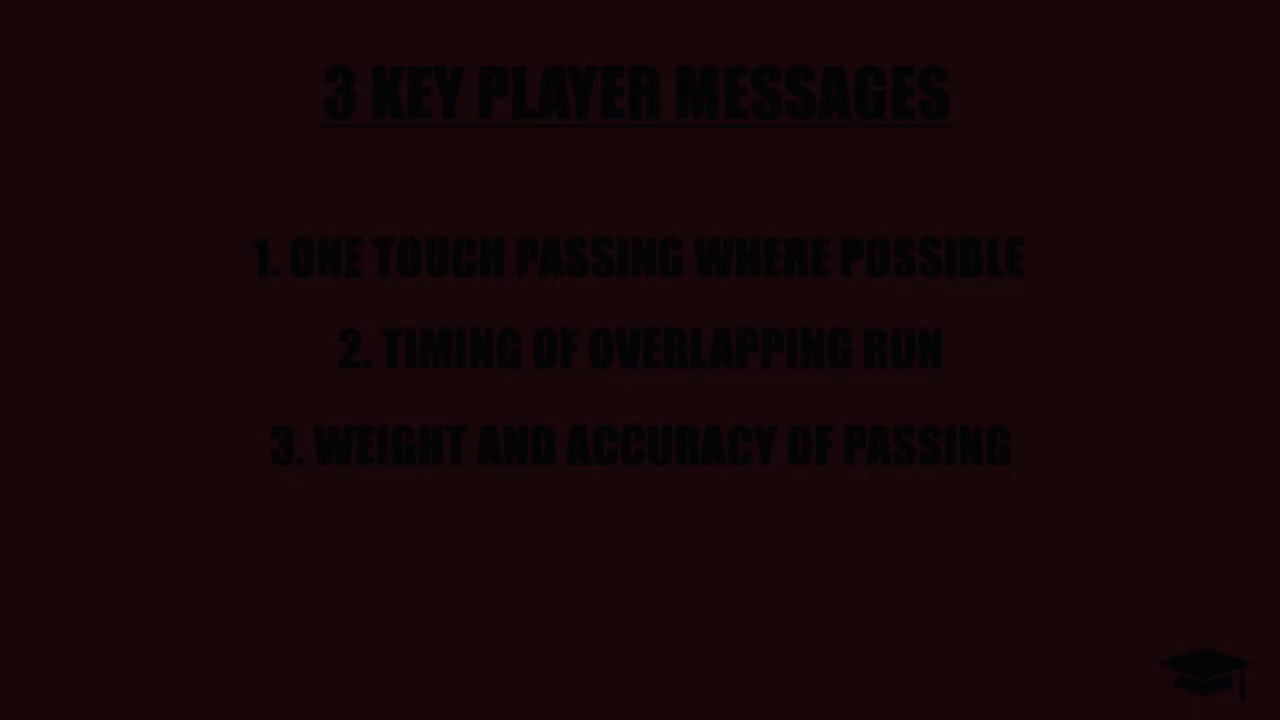 3 KEY PLAYER MESSAGES
1. ONE TOUCH PASSING WHERE POSSIBLE
2. TIMING OF OVERLAPPING RUN
3. WEIGHT AND ACCURACY OF PASSING